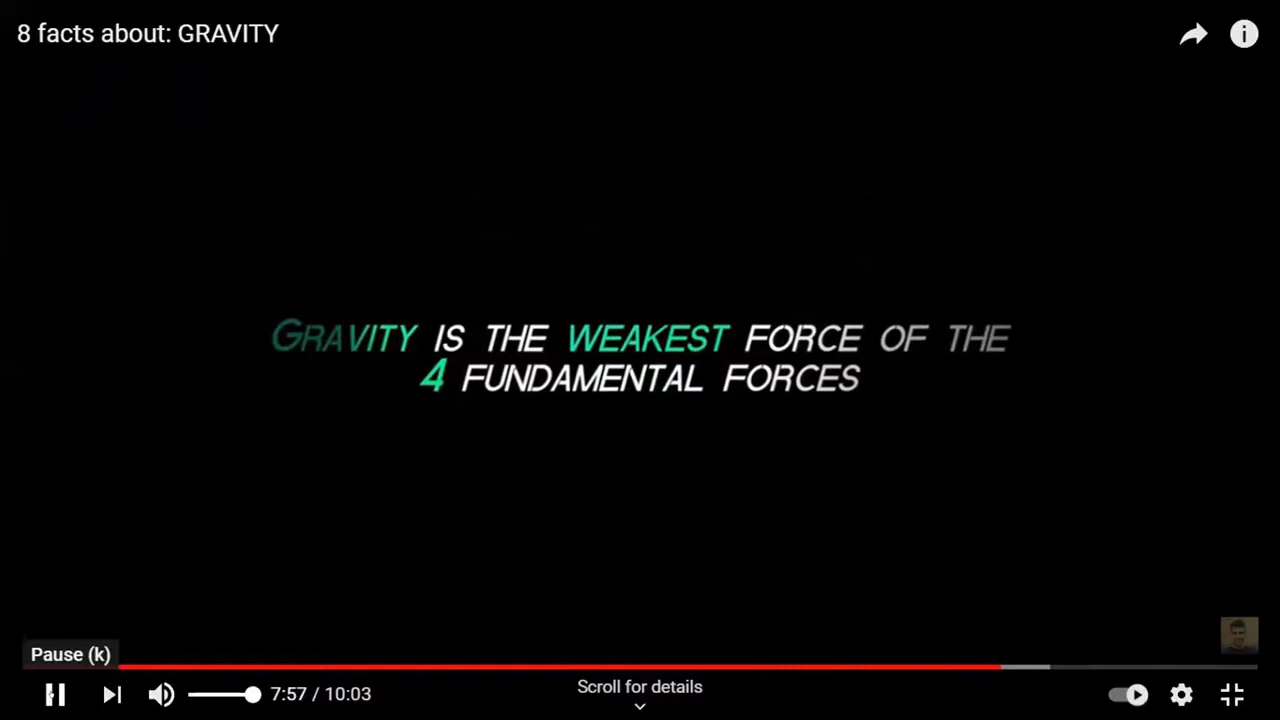 8 facts about: GRAVITY
GRAVITY IS THE WEAKEST FORCE OF THE
4 FUNDAMENTAL FORCES
Pause (k)
7:57 / 10:03
Scroll for details